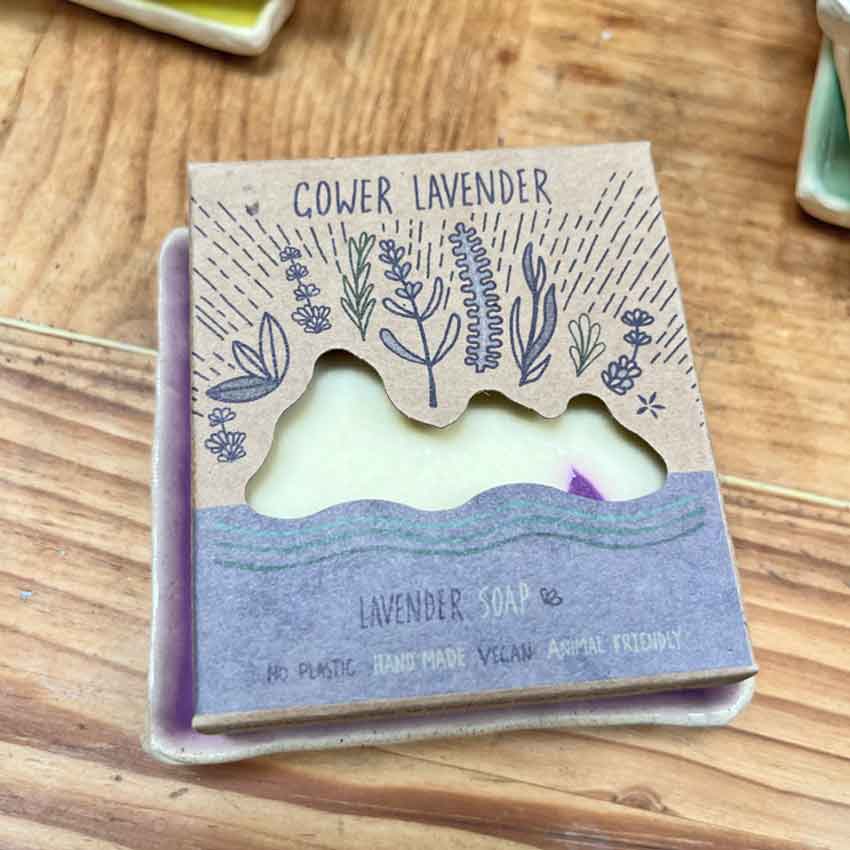 GOWER LAVENDER
LAVENDER SOAP
NO PLASTIC HAND MADE VEGAN ANIMAL FRIENDLY